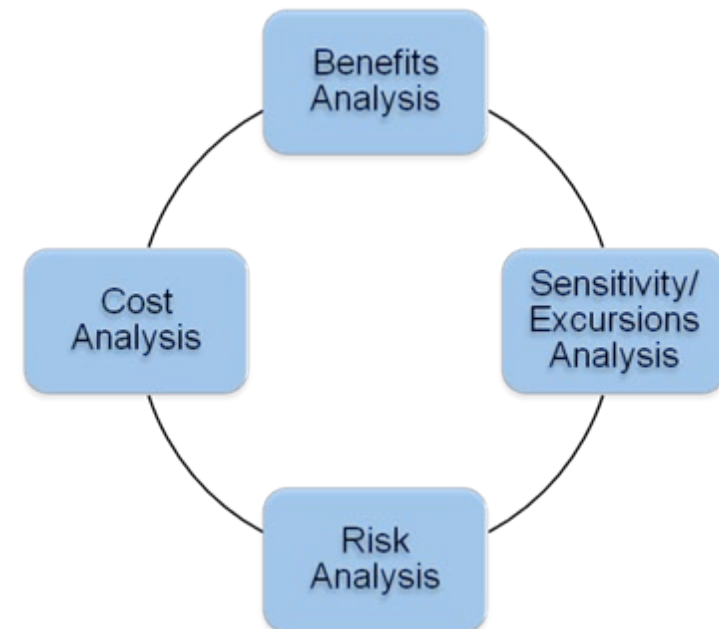 Benefits
Analysis
Cost
Analysis
Sensitivity/
Excursions
Analysis
Risk
Analysis